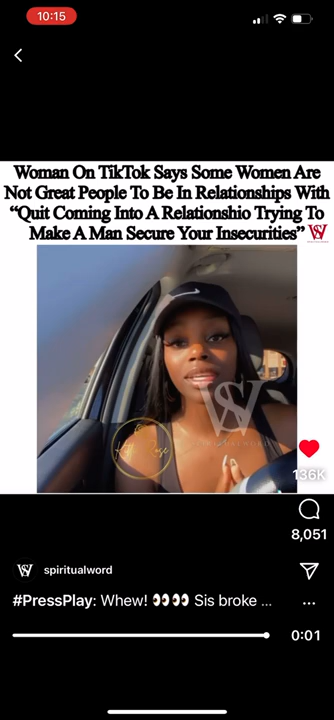 10:15
Woman On TikTok Says Some Women Are
Not Great People To Be In Relationships With
“Quit Coming Into A Relationshio Trying To
Make A Man Secure Your Insecurities”
136K
8,051
spiritualword
#PressPlay: Whew! 👀👀 Sis broke ...
0:01